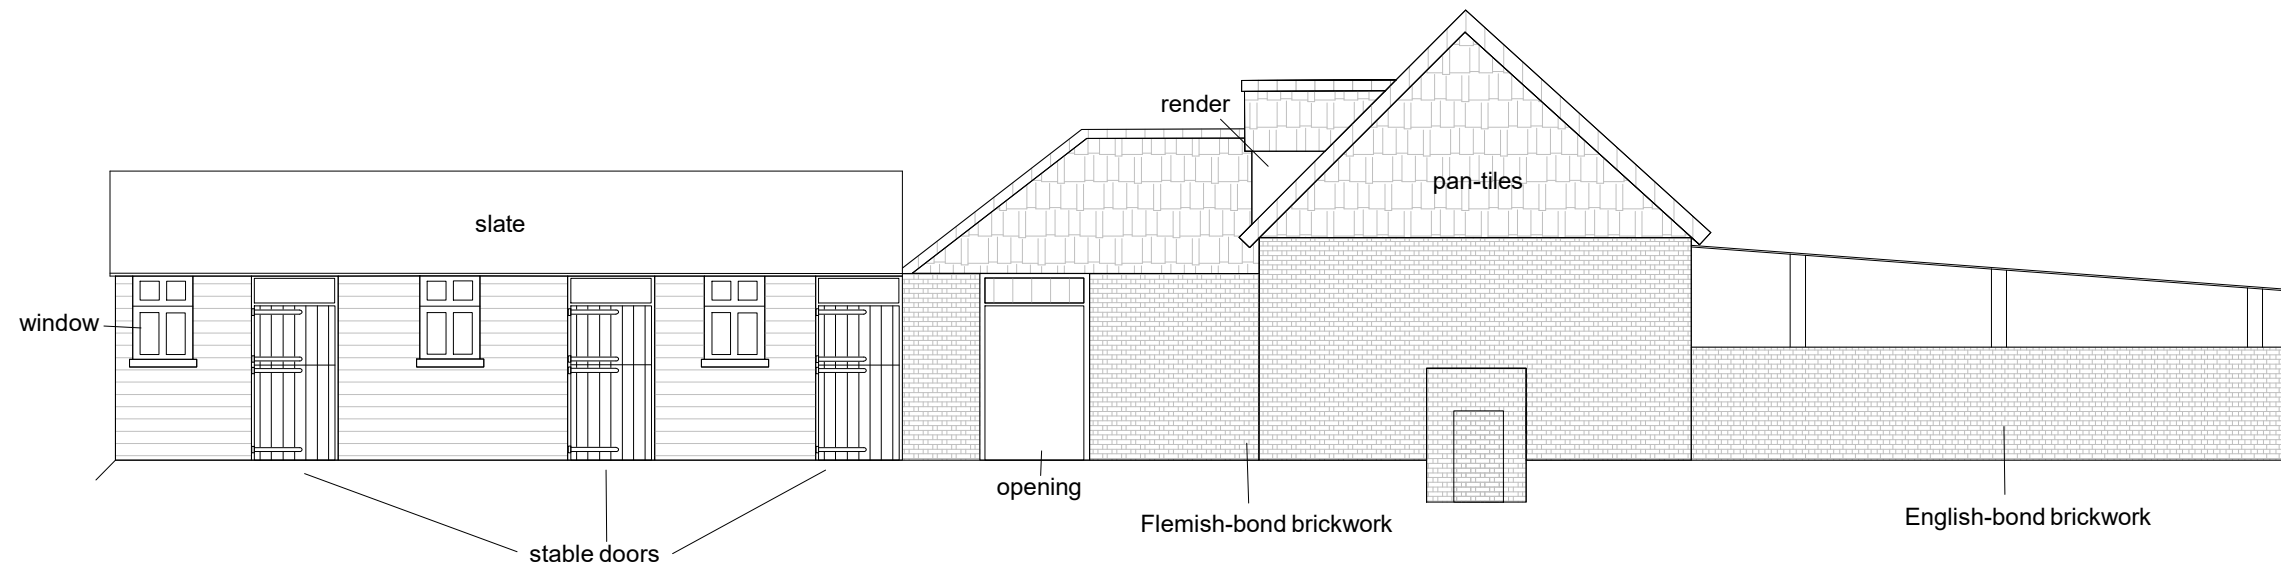 render
pan-tiles
slate
window
opening
Flemish-bond brickwork
English-bond brickwork
stable doors